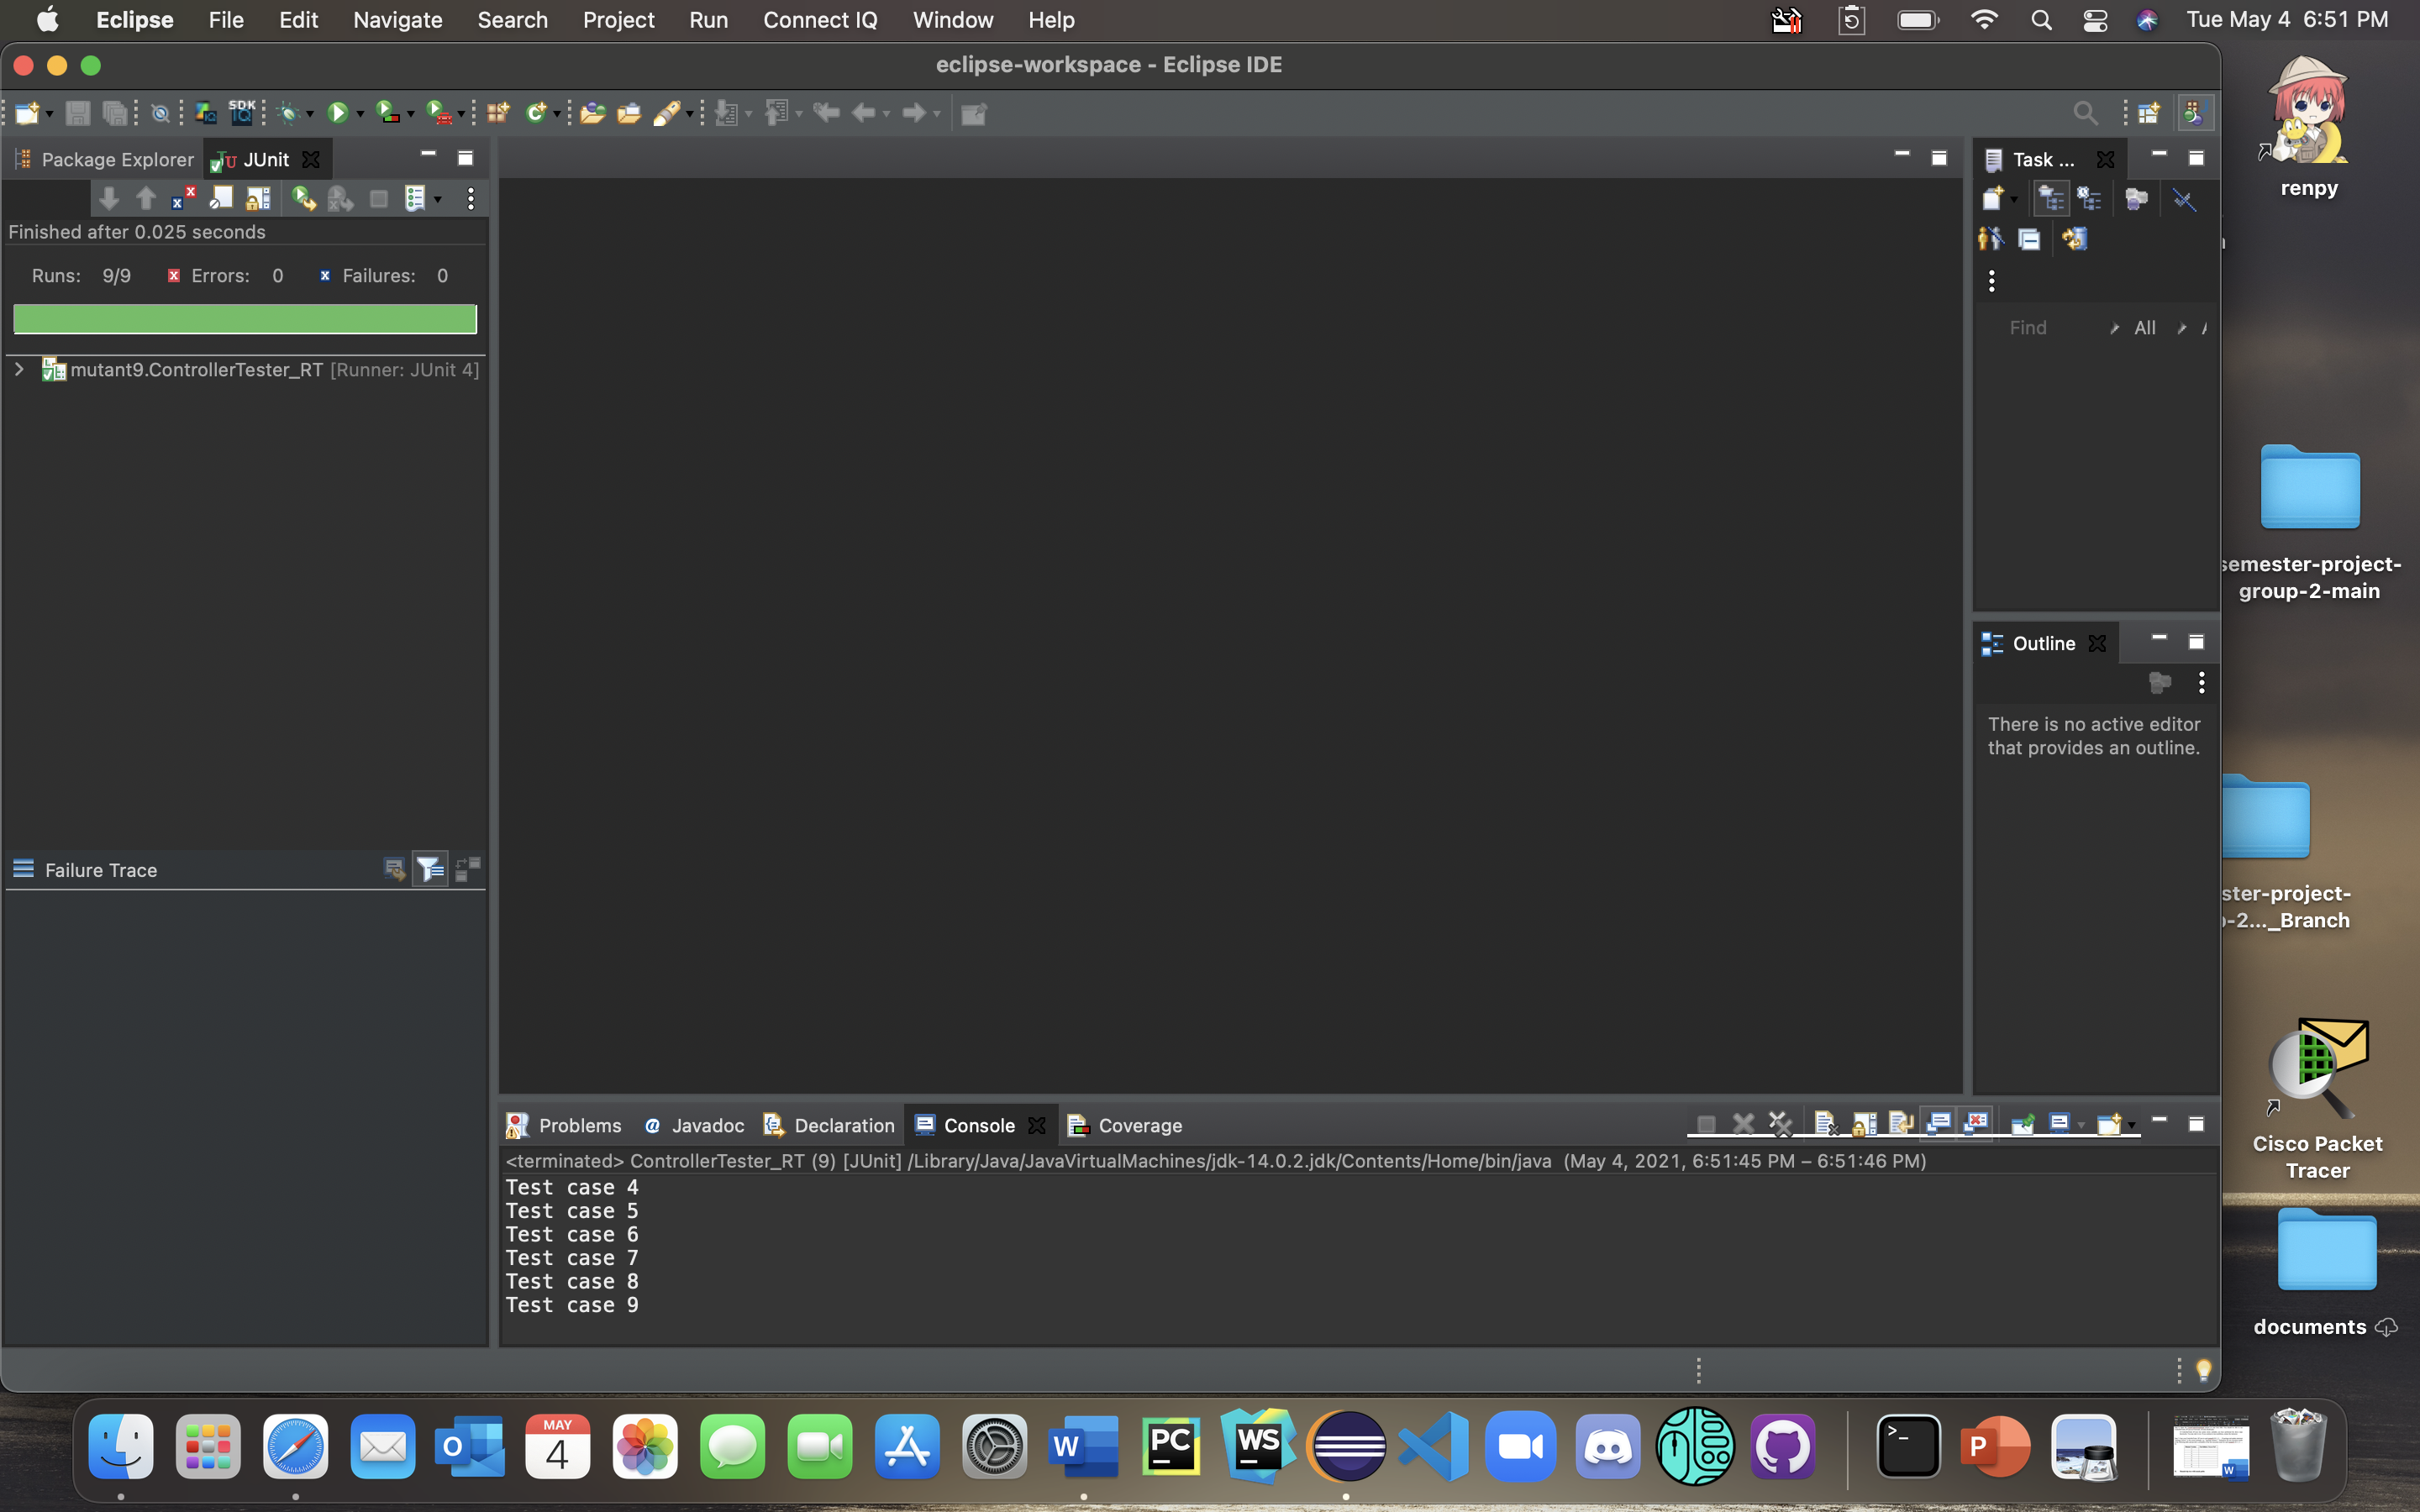 Eclipse File Edit Navigate Search Project Run Connect IQ Window Help Tue May 4 6:51 PM
eclipse-workspace - Eclipse IDE
SDK
IQ
Package Explorer JUnit
Finished after 0.025 seconds
Runs: 9/9 Errors: 0 Failures: 0
mutant9.ControllerTester_RT [Runner: JUnit 4]
Failure Trace
Task ...
Find All
Outline
There is no active editor
that provides an outline.
Problems Javadoc Declaration Console Coverage
<terminated> ControllerTester_RT (9) [JUnit] /Library/Java/JavaVirtualMachines/jdk-14.0.2.jdk/Contents/Home/bin/java (May 4, 2021, 6:51:45 PM – 6:51:46 PM)
Test case 4
Test case 5
Test case 6
Test case 7
Test case 8
Test case 9
renpy
semester-project-
group-2-main
ster-project-
-2..._Branch
Cisco Packet
Tracer
documents
MAY
4
O
W
PC
WS
>_
P
W